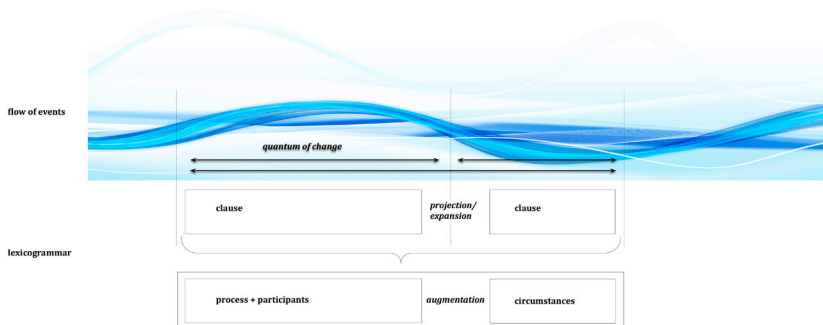 flow of events
quantum of change
clause
projection/
expansion
clause
lexicogrammar
process + participants
augmentation
circumstances